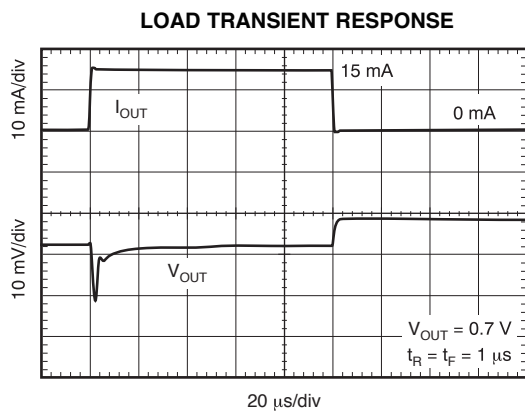 LOAD TRANSIENT RESPONSE
10 mA/div
15 mA
I_OUT
0 mA
10 mV/div
V_OUT
V_OUT = 0.7 V
t_R = t_F = 1 μs
20 μs/div